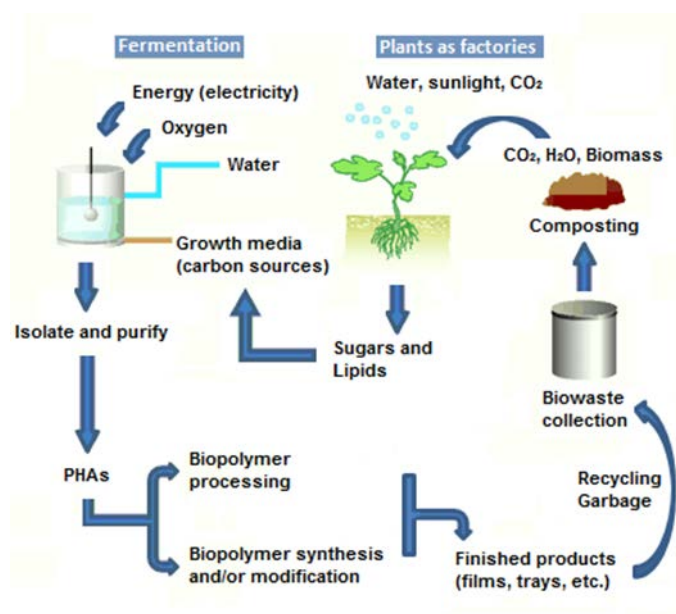 Fermentation
Plants as factories
Energy (electricity)
Oxygen
Water
Growth media
(carbon sources)
Water, sunlight, CO₂
CO₂, H₂O, Biomass
Composting
Isolate and purify
Sugars and
Lipids
Biowaste
collection
PHAs
Biopolymer
processing
Biopolymer synthesis
and/or modification
Recycling
Garbage
Finished products
(films, trays, etc.)